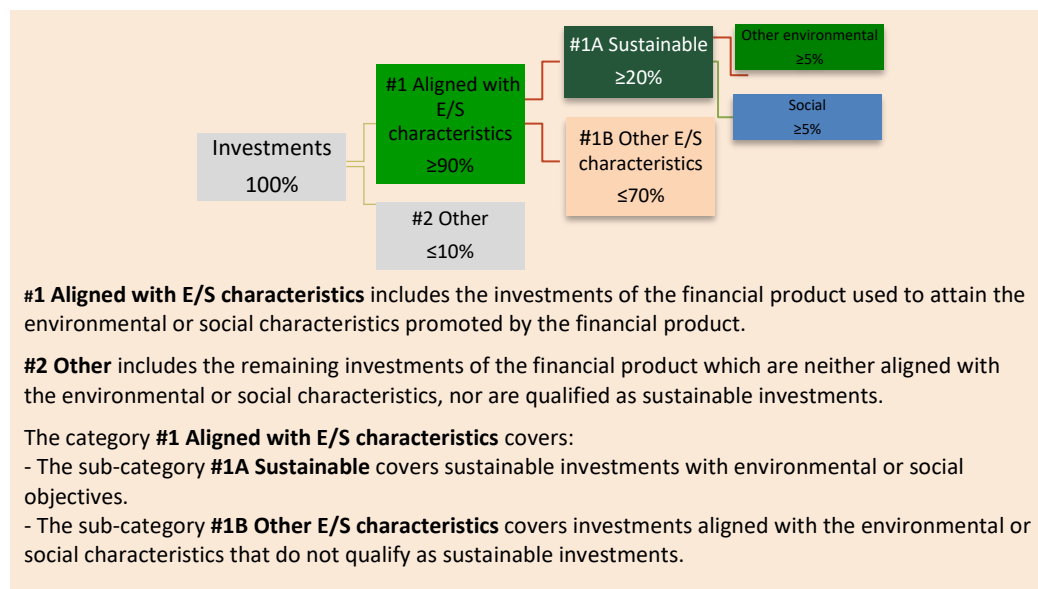 Investments
100%
#1 Aligned with
E/S
characteristics
≥90%
#2 Other
≤10%
#1A Sustainable
≥20%
#1B Other E/S
characteristics
≤70%
Other environmental
≥5%
Social
≥5%
#1 Aligned with E/S characteristics includes the investments of the financial product used to attain the
environmental or social characteristics promoted by the financial product.
#2 Other includes the remaining investments of the financial product which are neither aligned with
the environmental or social characteristics, nor are qualified as sustainable investments.
The category #1 Aligned with E/S characteristics covers:
- The sub-category #1A Sustainable covers sustainable investments with environmental or social
objectives.
- The sub-category #1B Other E/S characteristics covers investments aligned with the environmental or
social characteristics that do not qualify as sustainable investments.